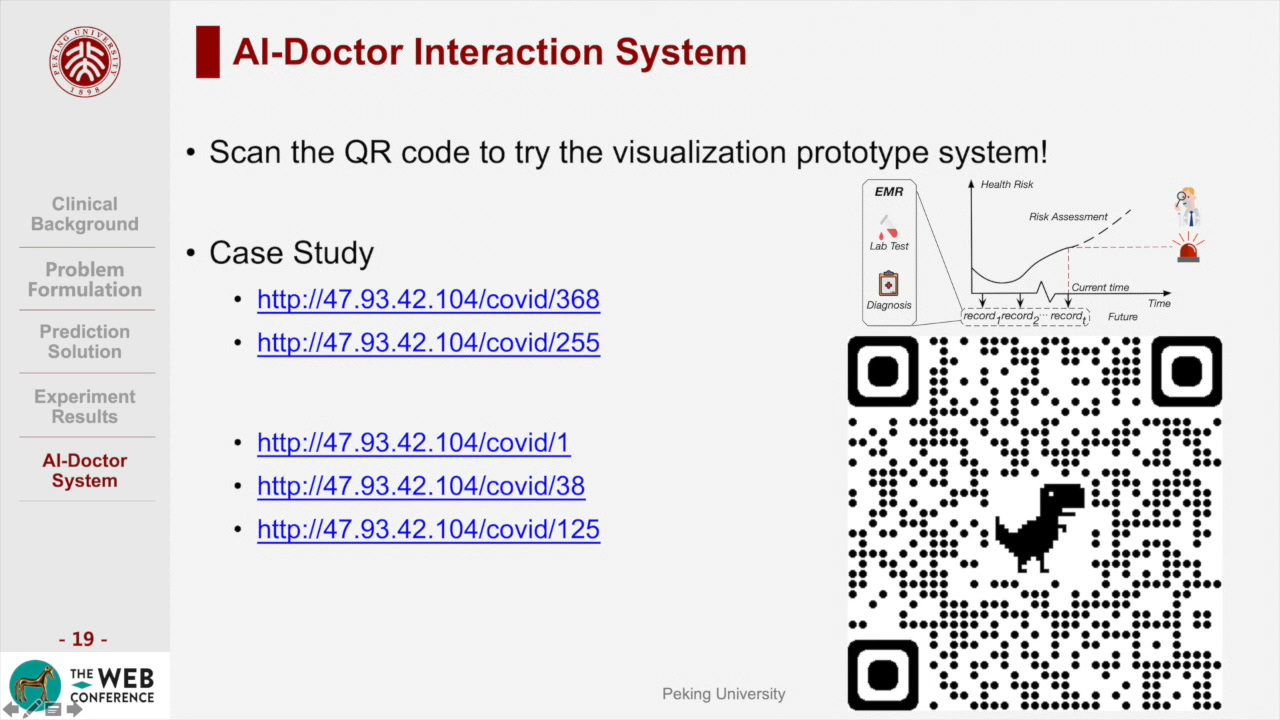 PEKING UNIVERSITY
1898
AI-Doctor Interaction System
• Scan the QR code to try the visualization prototype system!
Clinical
Background
Problem
Formulation
Prediction
Solution
Experiment
Results
AI-Doctor
System
• Case Study
• http://47.93.42.104/covid/368
• http://47.93.42.104/covid/255
• http://47.93.42.104/covid/1
• http://47.93.42.104/covid/38
• http://47.93.42.104/covid/125
EMR
Lab Test
Diagnosis
Health Risk
Risk Assessment
Current time
Time
record1 record2 ... recordt
Future
- 19 -
THE WEB
CONFERENCE
Peking University